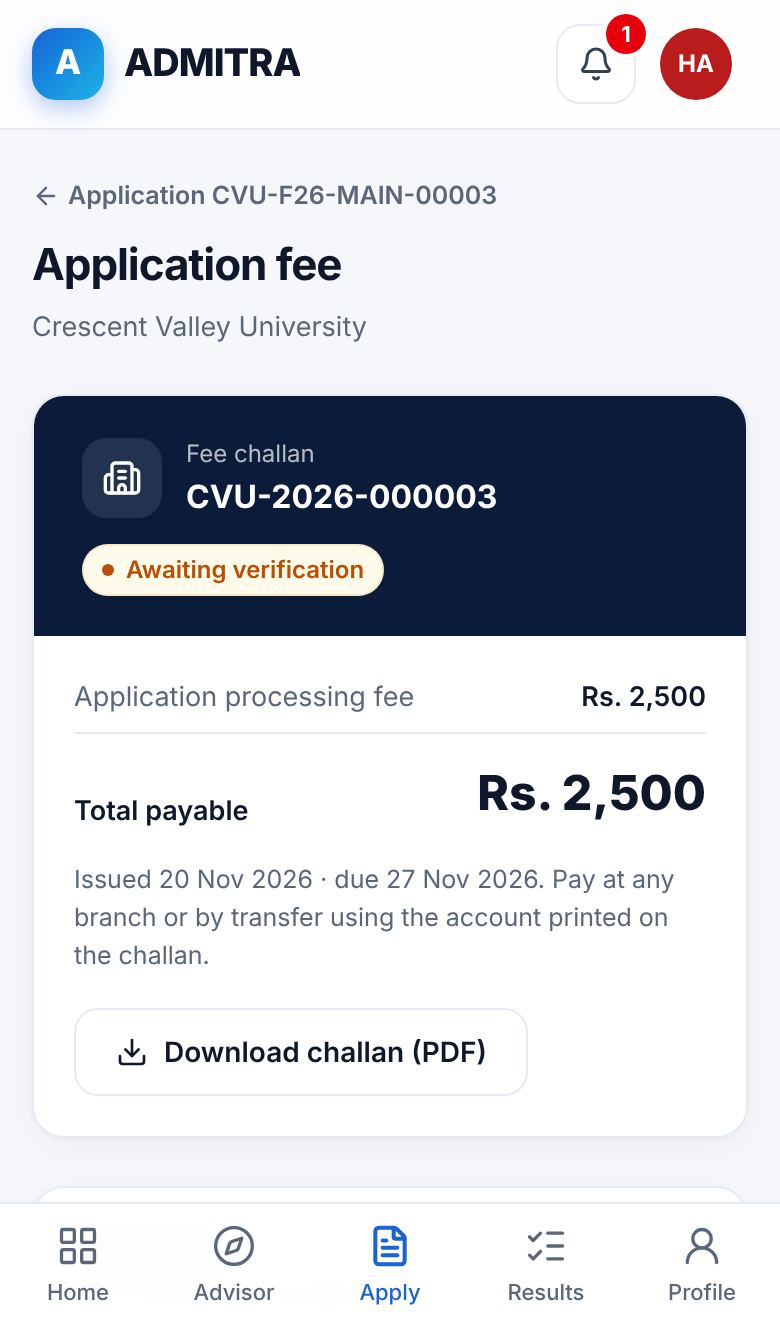 A
ADMITRA
1
HA
Application CVU-F26-MAIN-00003
Application fee
Crescent Valley University
Fee challan
CVU-2026-000003
Awaiting verification
Application processing fee
Rs. 2,500
Total payable
Rs. 2,500
Issued 20 Nov 2026 · due 27 Nov 2026. Pay at any
branch or by transfer using the account printed on
the challan.
Download challan (PDF)
Home
Advisor
Apply
Results
Profile